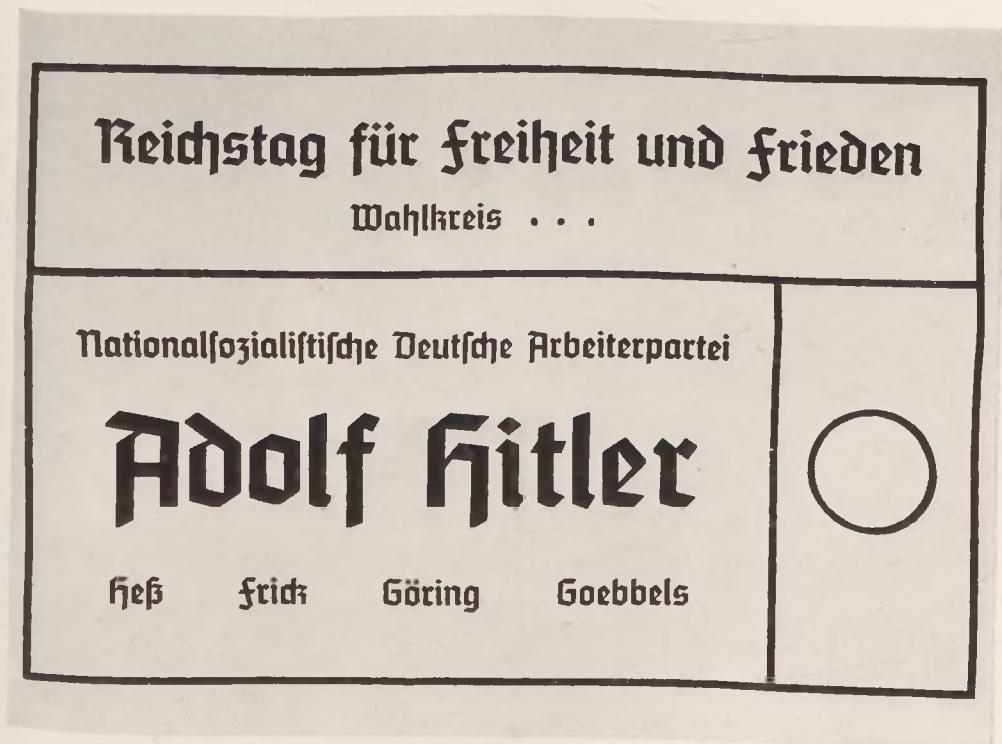 Reichstag für Freiheit und Frieden
Wahlkreis . . .
Nationalſozialiſtiſche Deutſche Arbeiterpartei
Adolf Hitler
Heß Frick Göring Goebbels